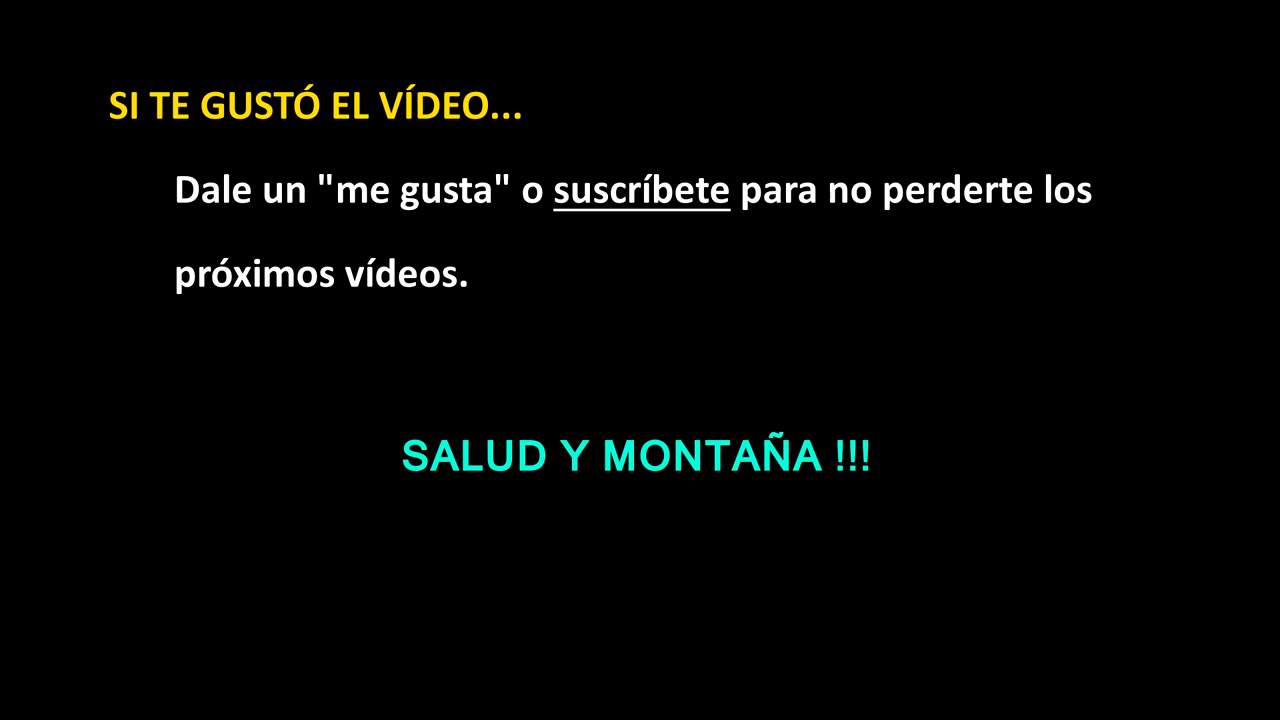 SI TE GUSTÓ EL VÍDEO...
Dale un "me gusta" o suscríbete para no perderte los
próximos vídeos.
SALUD Y MONTAÑA !!!